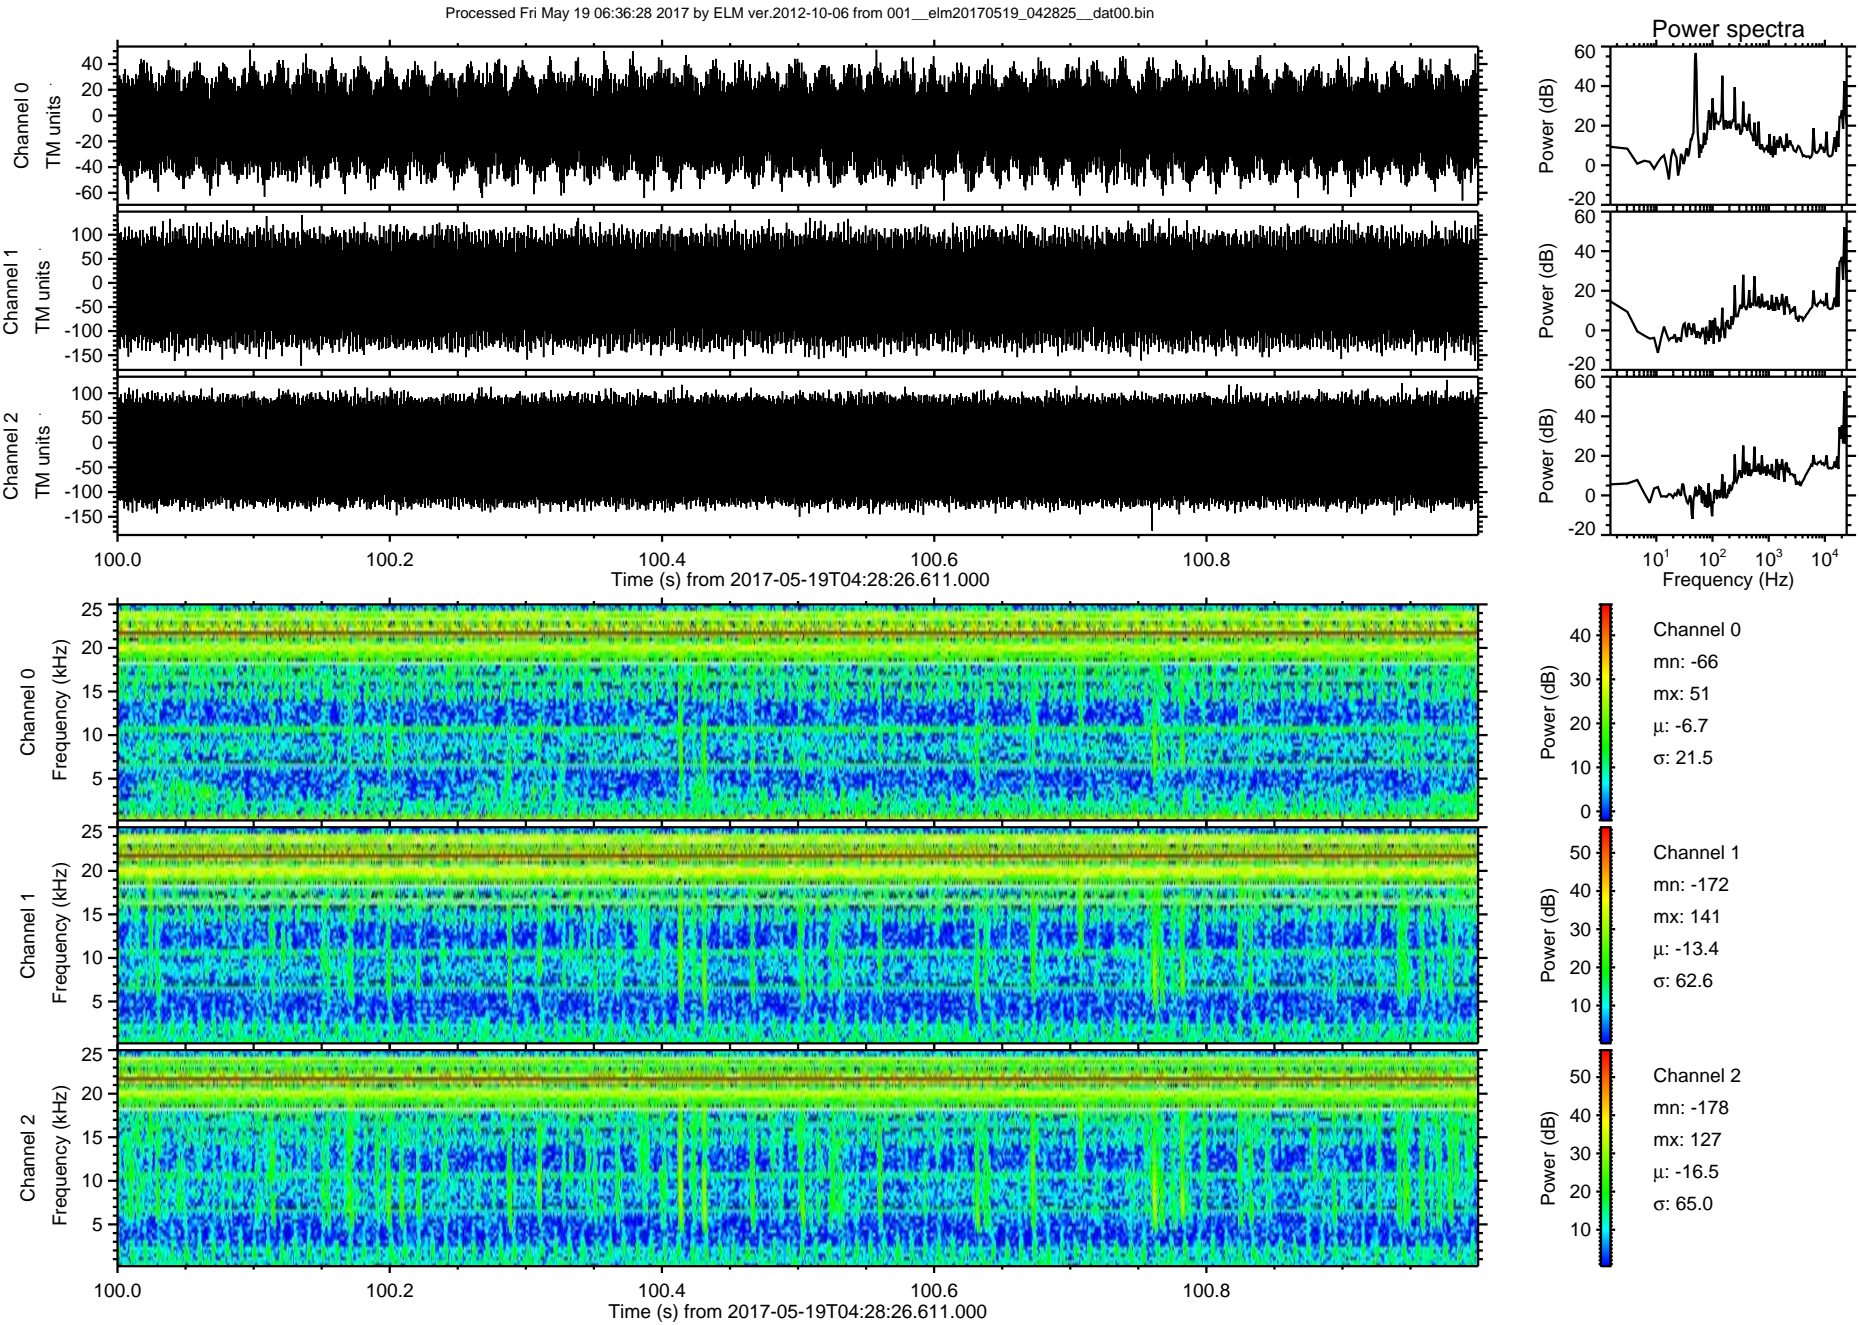 Processed Fri May 19 06:36:28 2017 by ELM ver.2012-10-06 from 001__elm20170519_042825__dat00.bin
Power spectra
Channel 0
TM units
40
20
0
-20
-40
-60
Power (dB)
60
40
20
0
-20
Channel 1
TM units
100
50
0
-50
-100
-150
Power (dB)
60
40
20
0
-20
Channel 2
TM units
100
50
0
-50
-100
-150
Power (dB)
60
40
20
0
-20
100.0 100.2 100.4 100.6 100.8
Time (s) from 2017-05-19T04:28:26.611.000
10¹ 10² 10³ 10⁴
Frequency (Hz)
Channel 0
Frequency (kHz)
25
20
15
10
5
Power (dB)
40
30
20
10
0
Channel 0
mn: -66
mx: 51
μ: -6.7
σ: 21.5
Channel 1
Frequency (kHz)
25
20
15
10
5
Power (dB)
50
40
30
20
10
Channel 1
mn: -172
mx: 141
μ: -13.4
σ: 62.6
Channel 2
Frequency (kHz)
25
20
15
10
5
Power (dB)
50
40
30
20
10
Channel 2
mn: -178
mx: 127
μ: -16.5
σ: 65.0
100.0 100.2 100.4 100.6 100.8
Time (s) from 2017-05-19T04:28:26.611.000